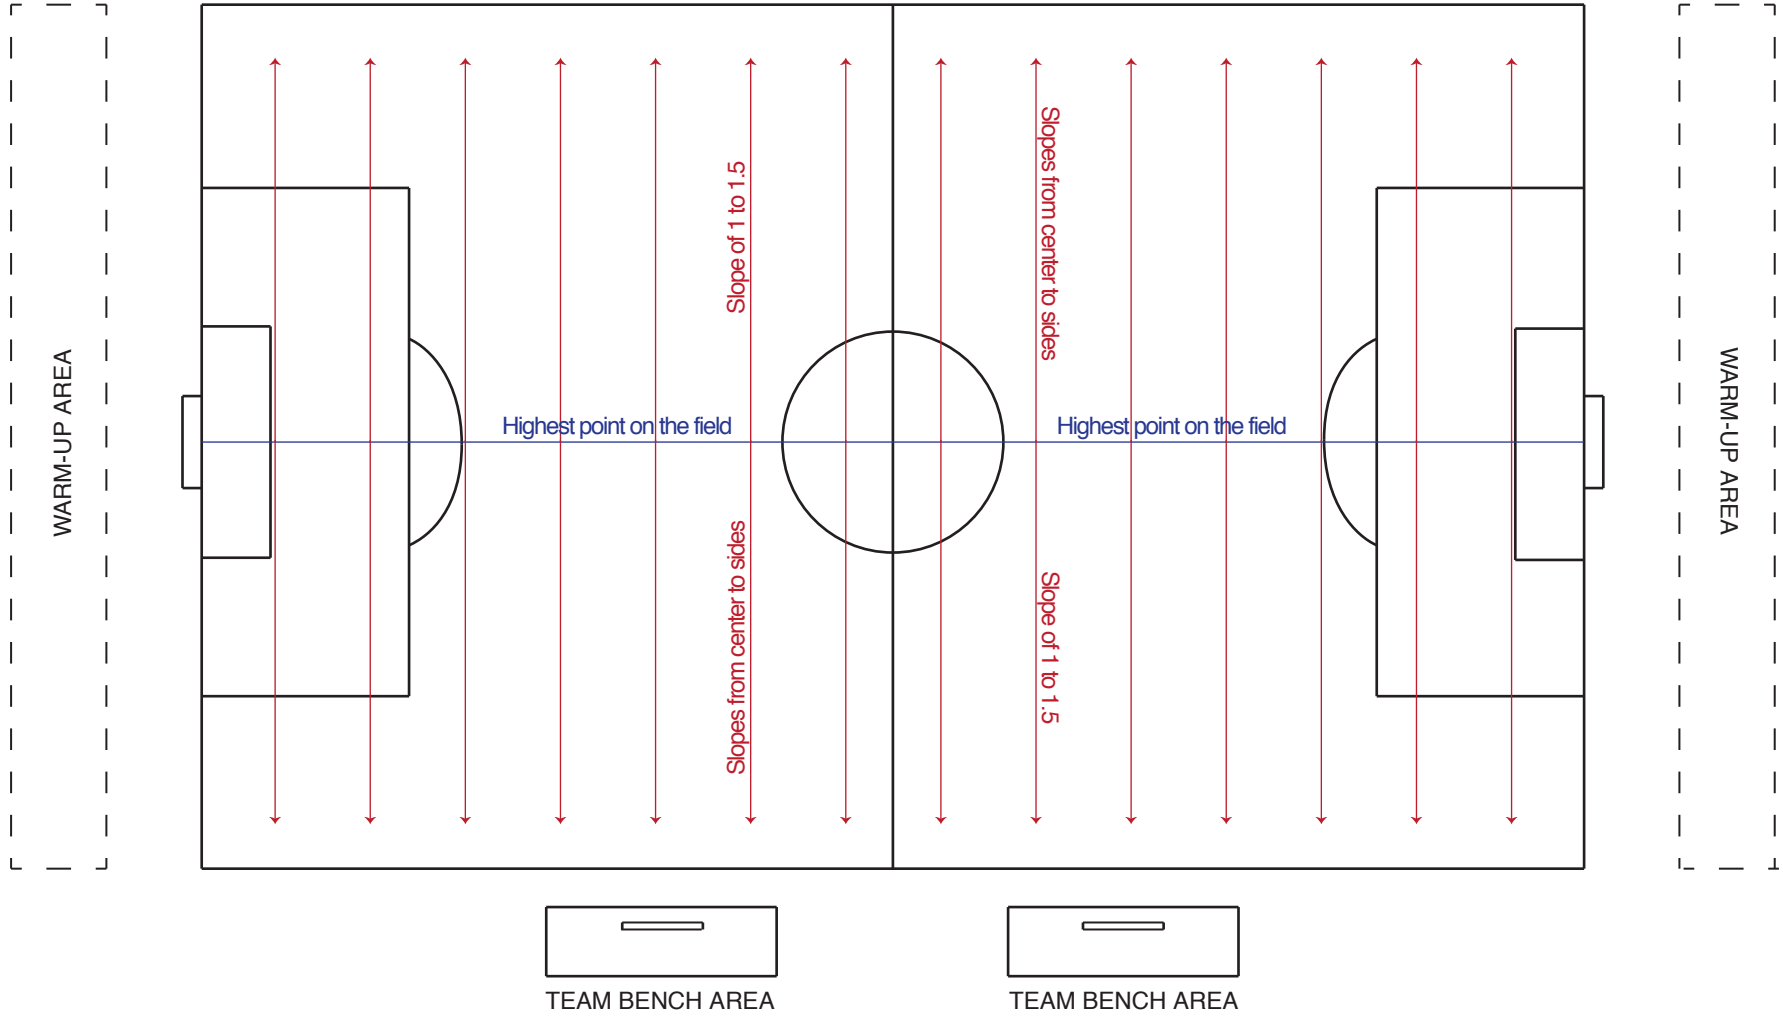 Slope of 1 to 1.5
Slopes from center to sides
Highest point on the field
Highest point on the field
WARM-UP AREA
WARM-UP AREA
Slopes from center to sides
Slope of 1 to 1.5
TEAM BENCH AREA
TEAM BENCH AREA